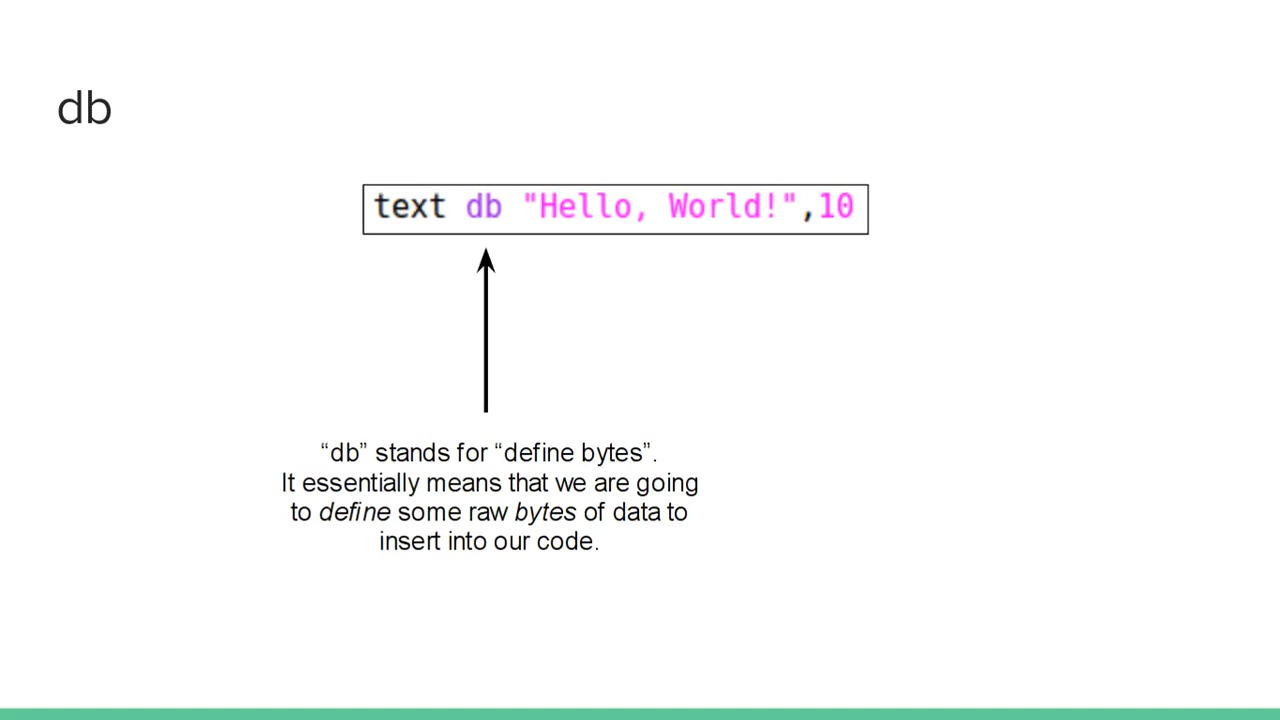 db
text db "Hello, World!",10
“db” stands for “define bytes”.
It essentially means that we are going
to define some raw bytes of data to
insert into our code.